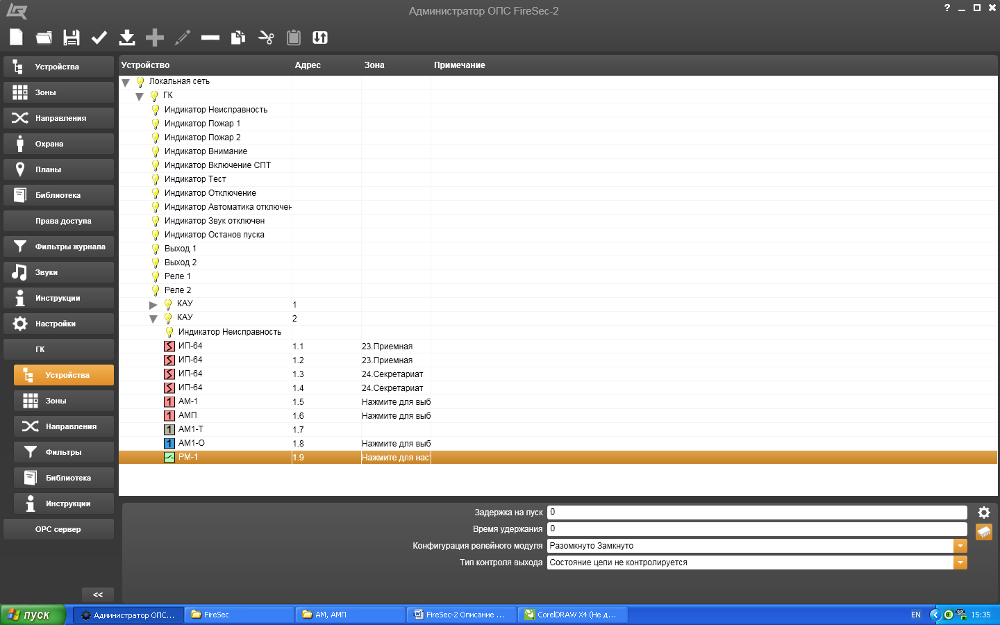 Администратор ОПС FireSec-2
?
Устройства
Зоны
Направления
Охрана
Планы
Библиотека
Права доступа
Фильтры журнала
Звуки
Инструкции
Настройки
ГК
Устройства
Зоны
Направления
Фильтры
Библиотека
Инструкции
ОРС сервер
<<
Устройство Адрес Зона Примечание
Локальная сеть
ГК
Индикатор Неисправность
Индикатор Пожар 1
Индикатор Пожар 2
Индикатор Внимание
Индикатор Включение СПТ
Индикатор Тест
Индикатор Отключение
Индикатор Автоматика отключен
Индикатор Звук отключен
Индикатор Останов пуска
Выход 1
Выход 2
Реле 1
Реле 2
КАУ 1
КАУ 2
Индикатор Неисправность
ИП-64 1.1 23.Приемная
ИП-64 1.2 23.Приемная
ИП-64 1.3 24.Секретариат
ИП-64 1.4 24.Секретариат
1 АМ-1 1.5 Нажмите для выб
1 АМП 1.6 Нажмите для выб
1 АМ1-Т 1.7
1 АМ1-О 1.8 Нажмите для выб
РМ-1 1.9 Нажмите для нас
Задержка на пуск 0
Время удержания 0
Конфигурация релейного модуля Разомкнуто Замкнуто
Тип контроля выхода Состояние цепи не контролируется
пуск
Администратор ОПС...
FireSec
АМ, АМП
FireSec-2 Описание ...
CorelDRAW X4 (Не д...
EN
15:35